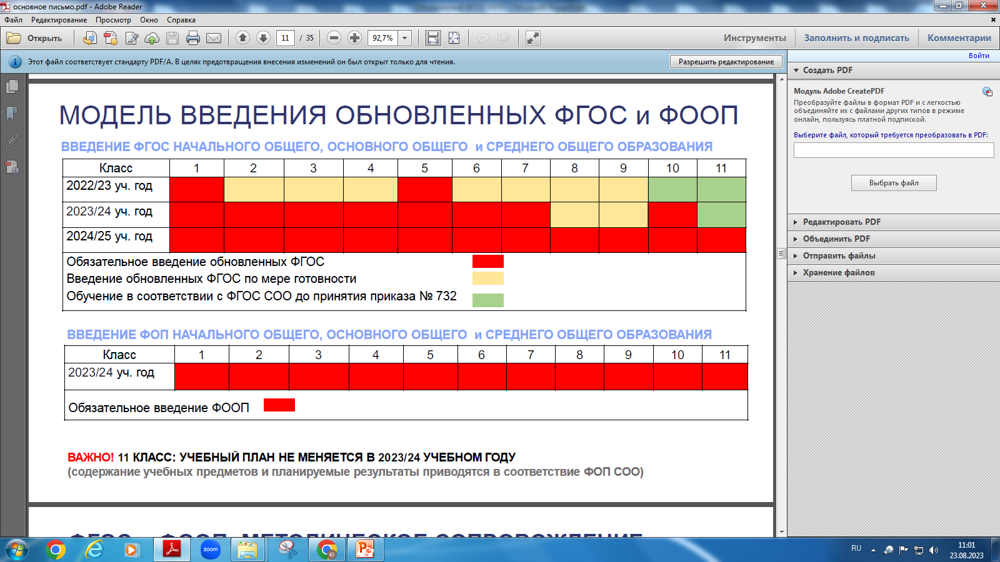 основное письмо.pdf - Adobe Reader
Файл Редактирование Просмотр Окно Справка
Открыть 11 / 35 92,7% Инструменты Заполнить и подписать Комментарии
Этот файл соответствует стандарту PDF/A. В целях предотвращения внесения изменений он был открыт только для чтения. Разрешить редактирование
Войти
Создать PDF
Модуль Adobe CreatePDF
Преобразуйте файлы в формат PDF и с легкостью
объединяйте их с файлами других типов в режиме
онлайн, пользуясь платной подпиской.
Выберите файл, который требуется преобразовать в PDF:
Выбрать файл
Редактировать PDF
Объединить PDF
Отправить файлы
Хранение файлов
МОДЕЛЬ ВВЕДЕНИЯ ОБНОВЛЕННЫХ ФГОС и ФООП
ВВЕДЕНИЕ ФГОС НАЧАЛЬНОГО ОБЩЕГО, ОСНОВНОГО ОБЩЕГО и СРЕДНЕГО ОБЩЕГО ОБРАЗОВАНИЯ
Класс 1 2 3 4 5 6 7 8 9 10 11
2022/23 уч. год
2023/24 уч. год
2024/25 уч. год
Обязательное введение обновленных ФГОС
Введение обновленных ФГОС по мере готовности
Обучение в соответствии с ФГОС СОО до принятия приказа № 732
ВВЕДЕНИЕ ФОП НАЧАЛЬНОГО ОБЩЕГО, ОСНОВНОГО ОБЩЕГО и СРЕДНЕГО ОБЩЕГО ОБРАЗОВАНИЯ
Класс 1 2 3 4 5 6 7 8 9 10 11
2023/24 уч. год
Обязательное введение ФООП
ВАЖНО! 11 КЛАСС: УЧЕБНЫЙ ПЛАН НЕ МЕНЯЕТСЯ В 2023/24 УЧЕБНОМ ГОДУ
(содержание учебных предметов и планируемые результаты приводятся в соответствие ФОП СОО)
ФГОС - ФООП. МЕТОДИЧЕСКОЕ СОПРОВОЖДЕНИЕ
zoom
Ю
RU
11:01
23.08.2023